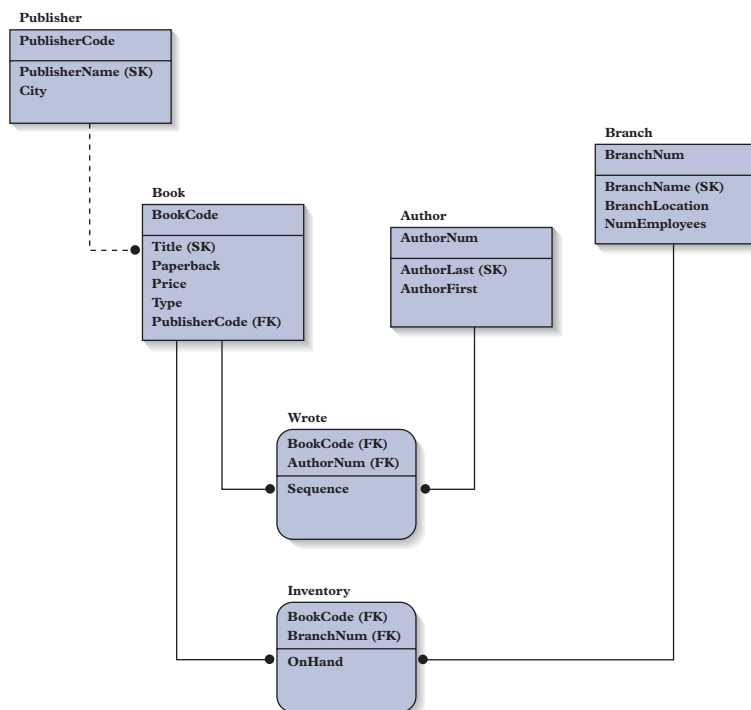 Publisher
PublisherCode
PublisherName (SK)
City
Branch
BranchNum
BranchName (SK)
BranchLocation
NumEmployees
Book
BookCode
Title (SK)
Paperback
Price
Type
PublisherCode (FK)
Author
AuthorNum
AuthorLast (SK)
AuthorFirst
Wrote
BookCode (FK)
AuthorNum (FK)
Sequence
Inventory
BookCode (FK)
BranchNum (FK)
OnHand